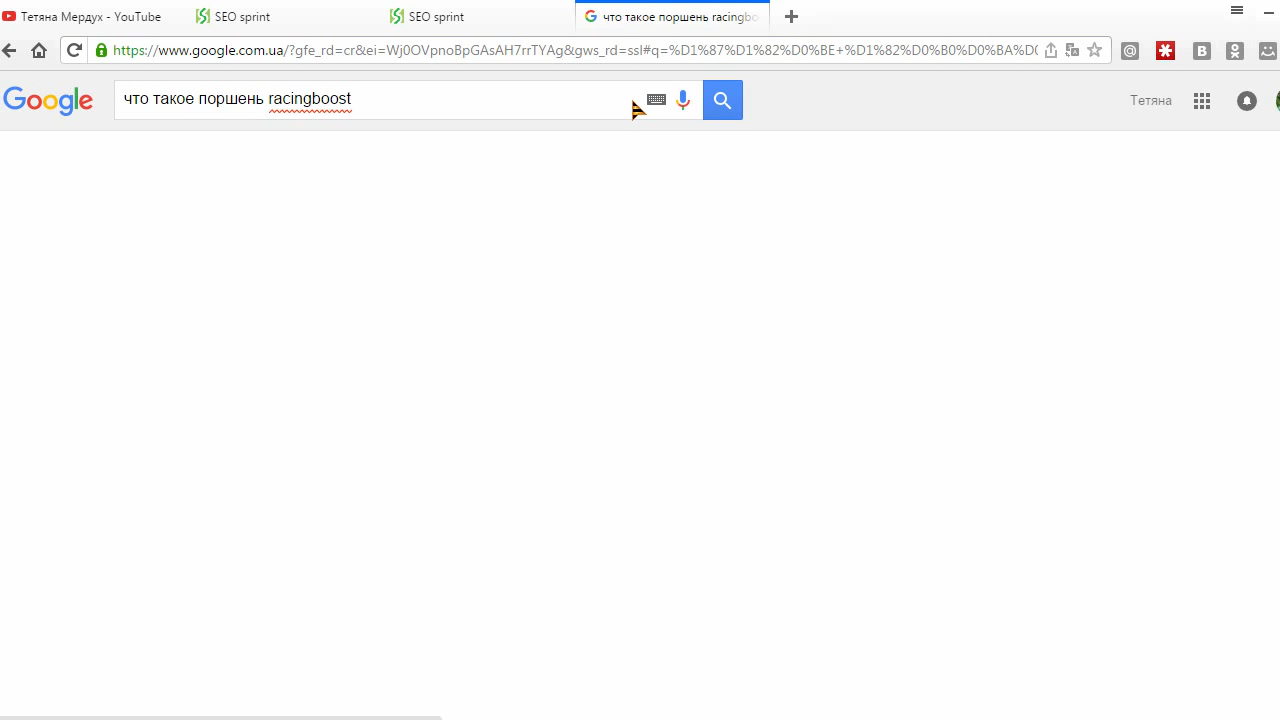 Тетяна Мердух - YouTube
SEO sprint
SEO sprint
что такое поршень racingbo
https://www.google.com.ua/?gfe_rd=cr&ei=Wj0OVpnoBpGAsAH7rrTYAg&gws_rd=ssl#q=%D1%87%D1%82%D0%BE+%D1%82%D0%B0%D0%BA%D0
Google
что такое поршень racingboost
Тетяна